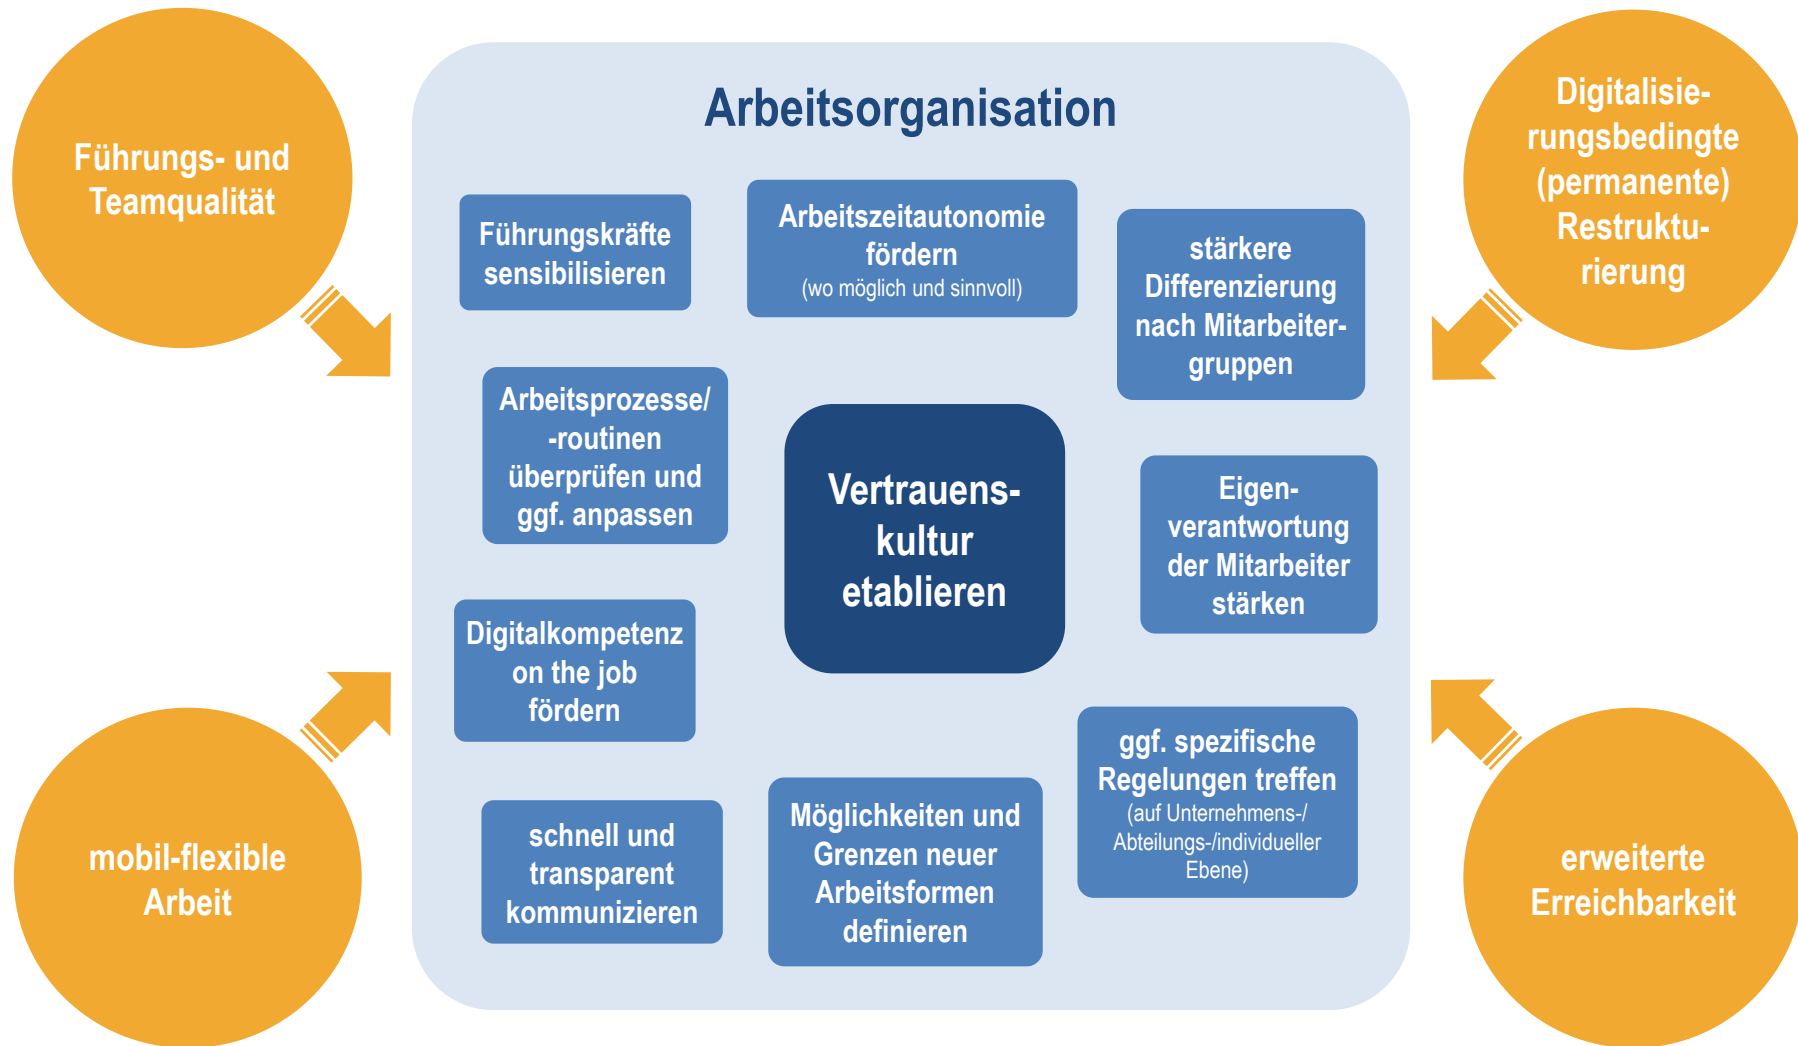 Arbeitsorganisation
Führungs- und
Teamqualität
Digitalisie-
rungsbedingte
(permanente)
Restruktu-
rierung
Führungskräfte
sensibilisieren
Arbeitszeitautonomie
fördern
(wo möglich und sinnvoll)
stärkere
Differenzierung
nach Mitarbeiter-
gruppen
Arbeitsprozesse/
-routinen
überprüfen und
ggf. anpassen
Vertrauens-
kultur
etablieren
Eigen-
verantwortung
der Mitarbeiter
stärken
Digitalkompetenz
on the job
fördern
ggf. spezifische
Regelungen treffen
(auf Unternehmens-/
Abteilungs-/individueller
Ebene)
schnell und
transparent
kommunizieren
Möglichkeiten und
Grenzen neuer
Arbeitsformen
definieren
mobil-flexible
Arbeit
erweiterte
Erreichbarkeit